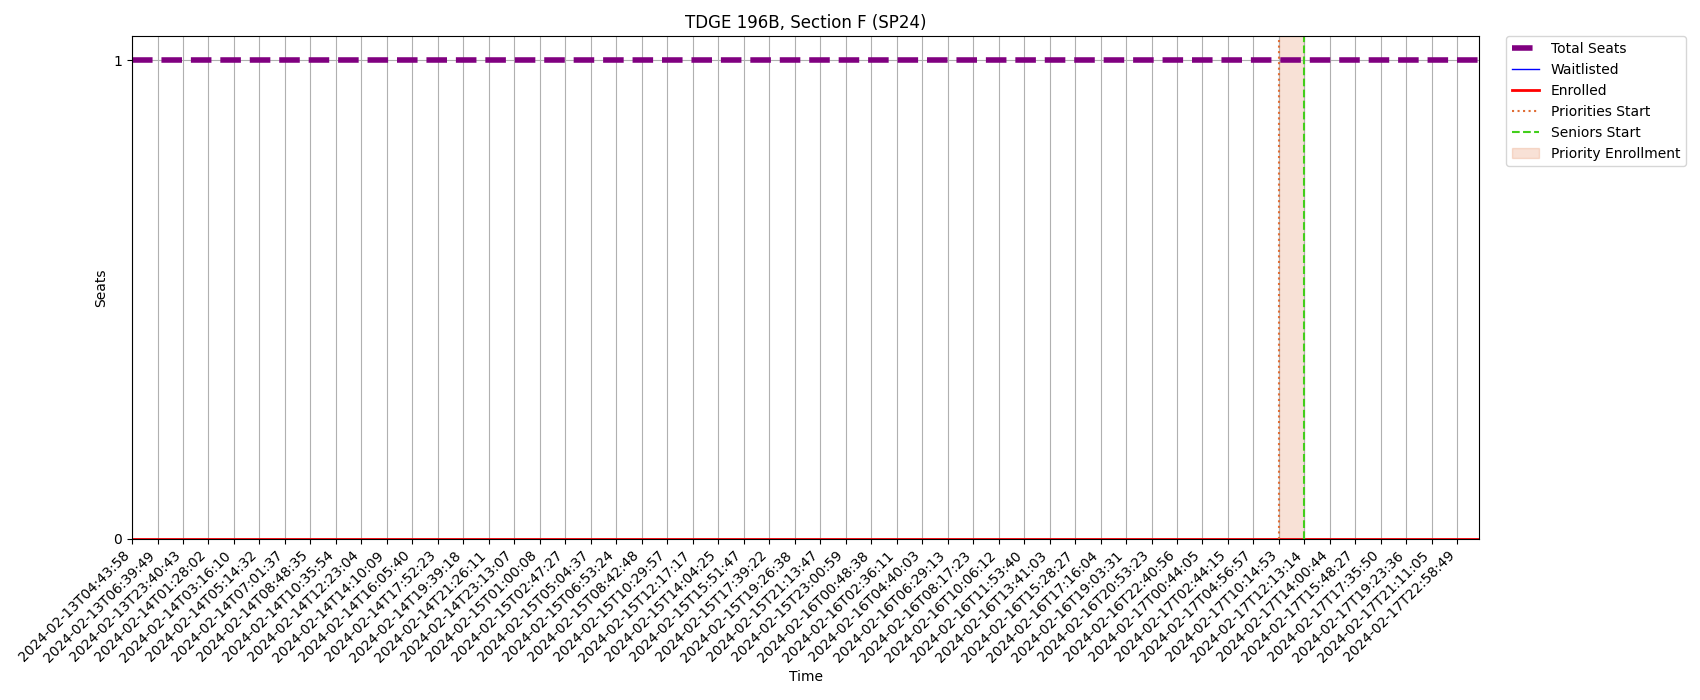 TDGE 196B, Section F (SP24)
Total Seats
Waitlisted
Enrolled
Priorities Start
Seniors Start
Priority Enrollment
1
Seats
0
2024-02-13T04:43:58
2024-02-13T06:39:49
2024-02-13T23:40:43
2024-02-14T01:28:02
2024-02-14T03:16:10
2024-02-14T05:14:32
2024-02-14T07:01:37
2024-02-14T08:48:35
2024-02-14T10:35:54
2024-02-14T12:23:04
2024-02-14T14:10:09
2024-02-14T16:05:40
2024-02-14T17:52:23
2024-02-14T19:39:18
2024-02-14T21:26:11
2024-02-14T23:13:07
2024-02-15T01:00:08
2024-02-15T02:47:27
2024-02-15T05:04:37
2024-02-15T06:53:24
2024-02-15T08:42:48
2024-02-15T10:29:57
2024-02-15T12:17:17
2024-02-15T14:04:25
2024-02-15T15:51:47
2024-02-15T17:39:22
2024-02-15T19:26:38
2024-02-15T21:13:47
2024-02-15T23:00:59
2024-02-16T00:48:38
2024-02-16T02:36:11
2024-02-16T04:40:03
2024-02-16T06:29:13
2024-02-16T08:17:23
2024-02-16T10:06:12
2024-02-16T11:53:40
2024-02-16T13:41:03
2024-02-16T15:28:27
2024-02-16T17:16:04
2024-02-16T19:03:31
2024-02-16T20:53:23
2024-02-16T22:40:56
2024-02-17T00:44:05
2024-02-17T02:44:15
2024-02-17T04:56:57
2024-02-17T10:14:53
2024-02-17T12:13:14
2024-02-17T14:00:44
2024-02-17T15:48:27
2024-02-17T17:35:50
2024-02-17T19:23:36
2024-02-17T21:11:05
2024-02-17T22:58:49
Time